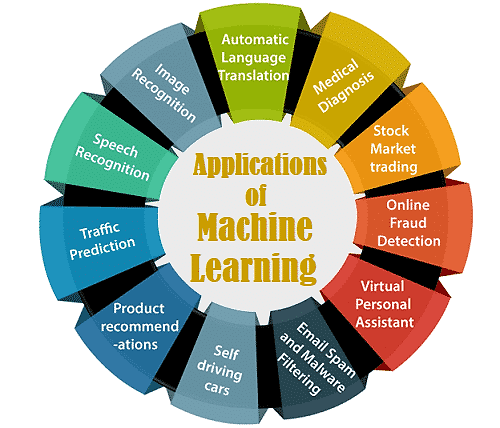 Applications
of
Machine
Learning
Automatic
Language
Translation
Medical
Diagnosis
Stock
Market
trading
Online
Fraud
Detection
Virtual
Personal
Assistant
Email Spam
and Malware
Filtering
Self
driving
cars
Product
recommend
-ations
Traffic
Prediction
Speech
Recognition
Image
Recognition